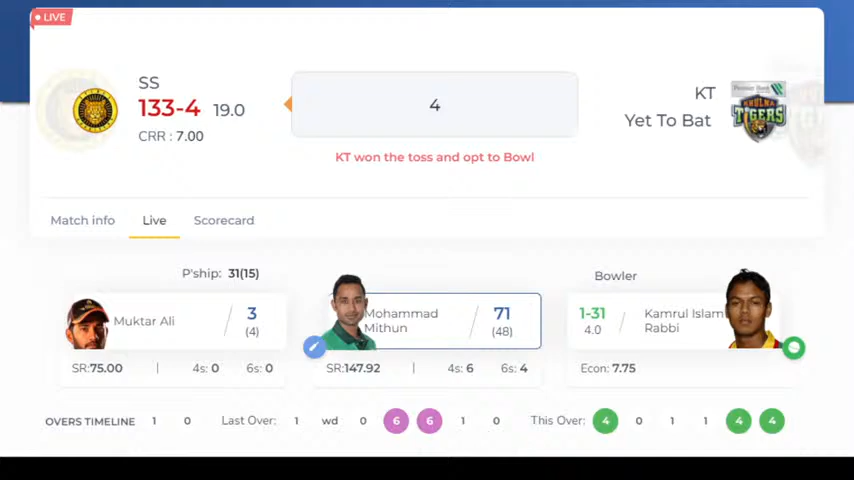 LIVE
SS
133-4 19.0
CRR : 7.00
4
KT won the toss and opt to Bowl
KT
Yet To Bat
Premier Bank
KHULNA
TIGERS
Match info Live Scorecard
P'ship: 31(15)
Bowler
Muktar Ali 3 (4)
Mohammad Mithun 71 (48)
1-31 4.0 Kamrul Islam Rabbi
SR:75.00 | 4s: 0 6s: 0
SR:147.92 | 4s: 6 6s: 4
Econ: 7.75
OVERS TIMELINE 1 0 Last Over: 1 wd 0 6 6 1 0 This Over: 4 0 1 1 4 4